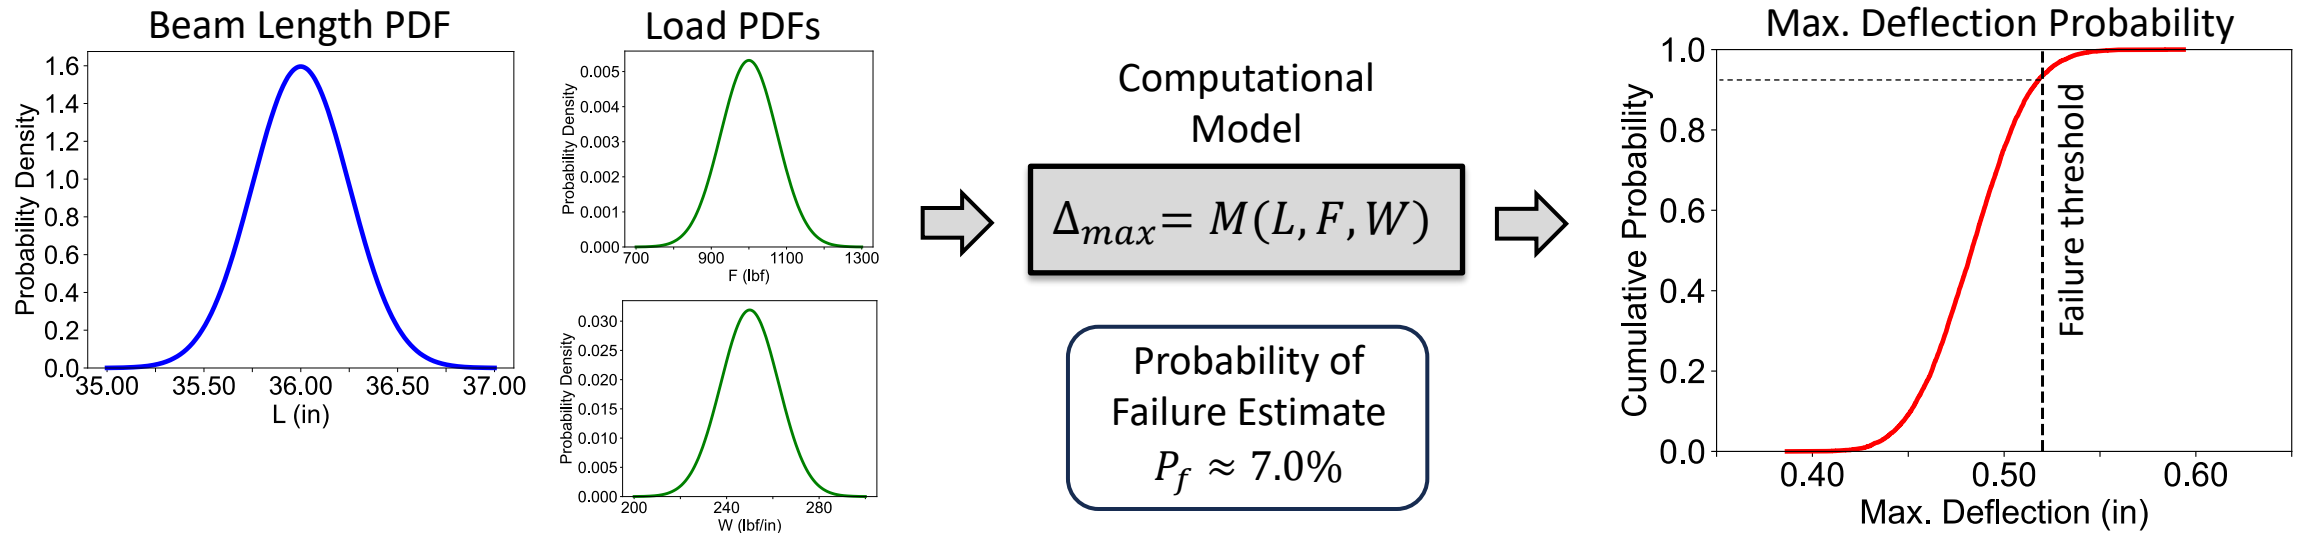 Beam Length PDF
Probability Density
1.6
1.4
1.2
1.0
0.8
0.6
0.4
0.2
0.0
35.00 35.50 36.00 36.50 37.00
L (in)
Load PDFs
Probability Density
0.005
0.004
0.003
0.002
0.001
0.000
700 900 1100 1300
F (lbf)
Probability Density
0.030
0.025
0.020
0.015
0.010
0.005
0.000
200 240 280
W (lbf/in)
Computational
Model
Δ_{max} = M(L, F, W)
Probability of
Failure Estimate
P_f ≈ 7.0%
Max. Deflection Probability
Cumulative Probability
1.0
0.8
0.6
0.4
0.2
0.0
Failure threshold
0.40 0.50 0.60
Max. Deflection (in)